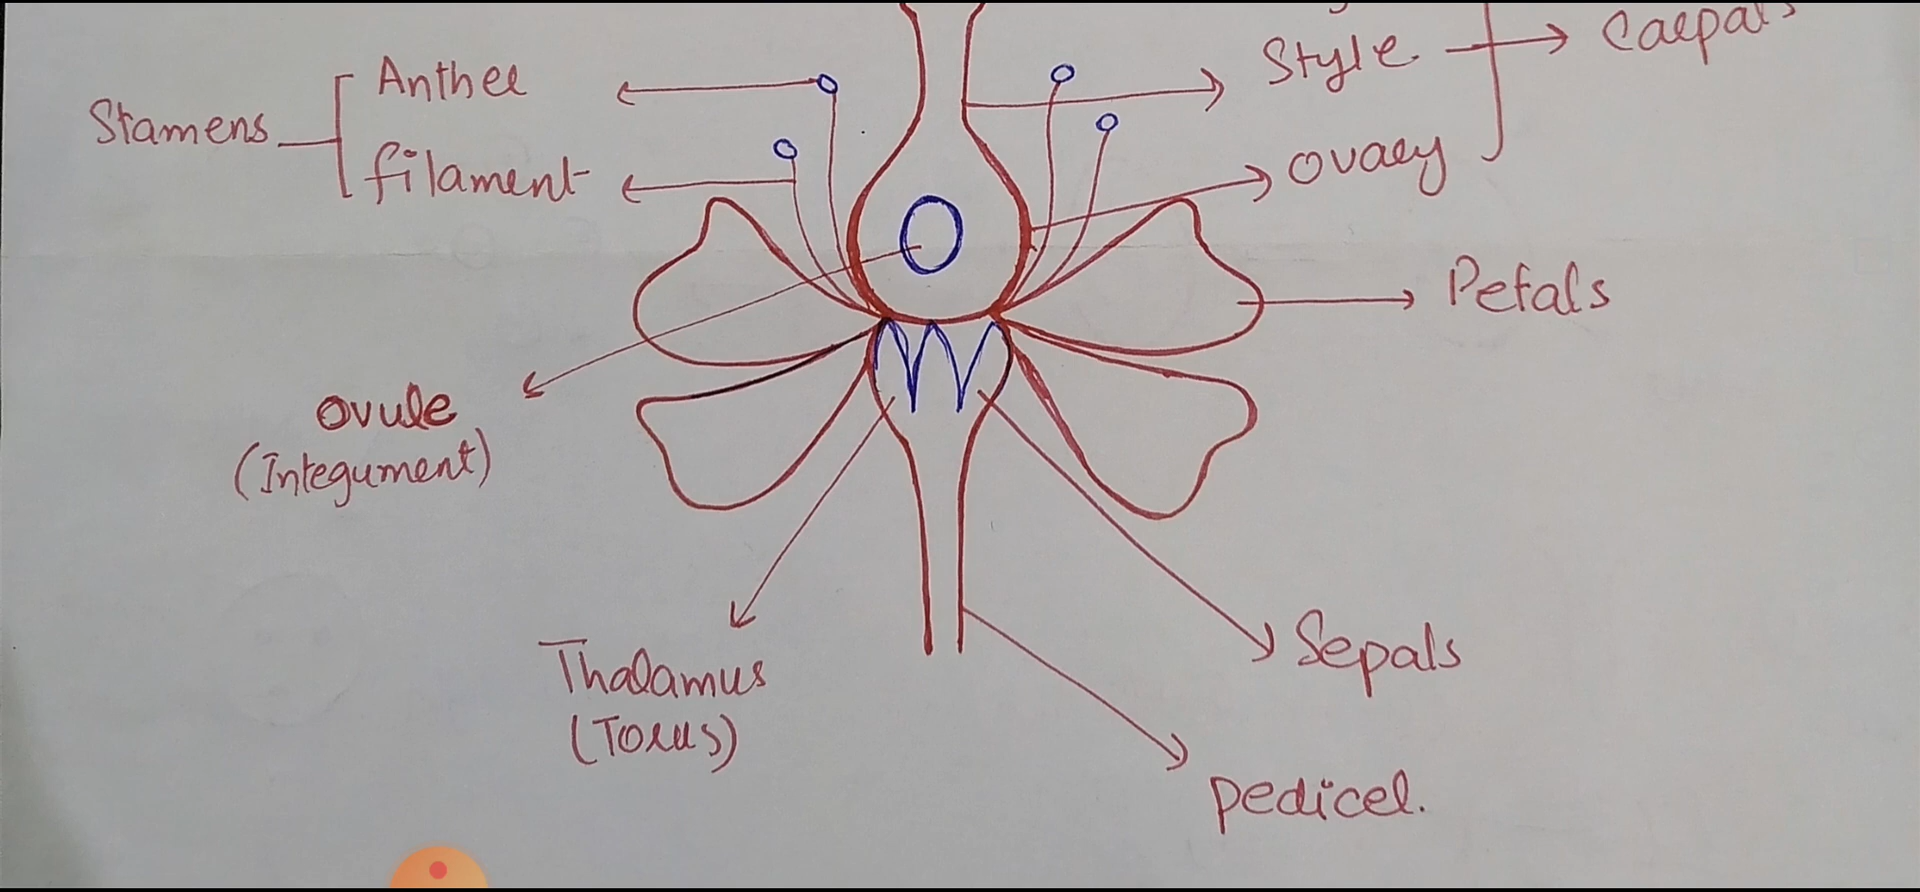 Anther
filament
Stamens
Style
ovary
Carpals
Petals
ovule
(Integument)
Thalamus
(Torus)
Sepals
pedicel.